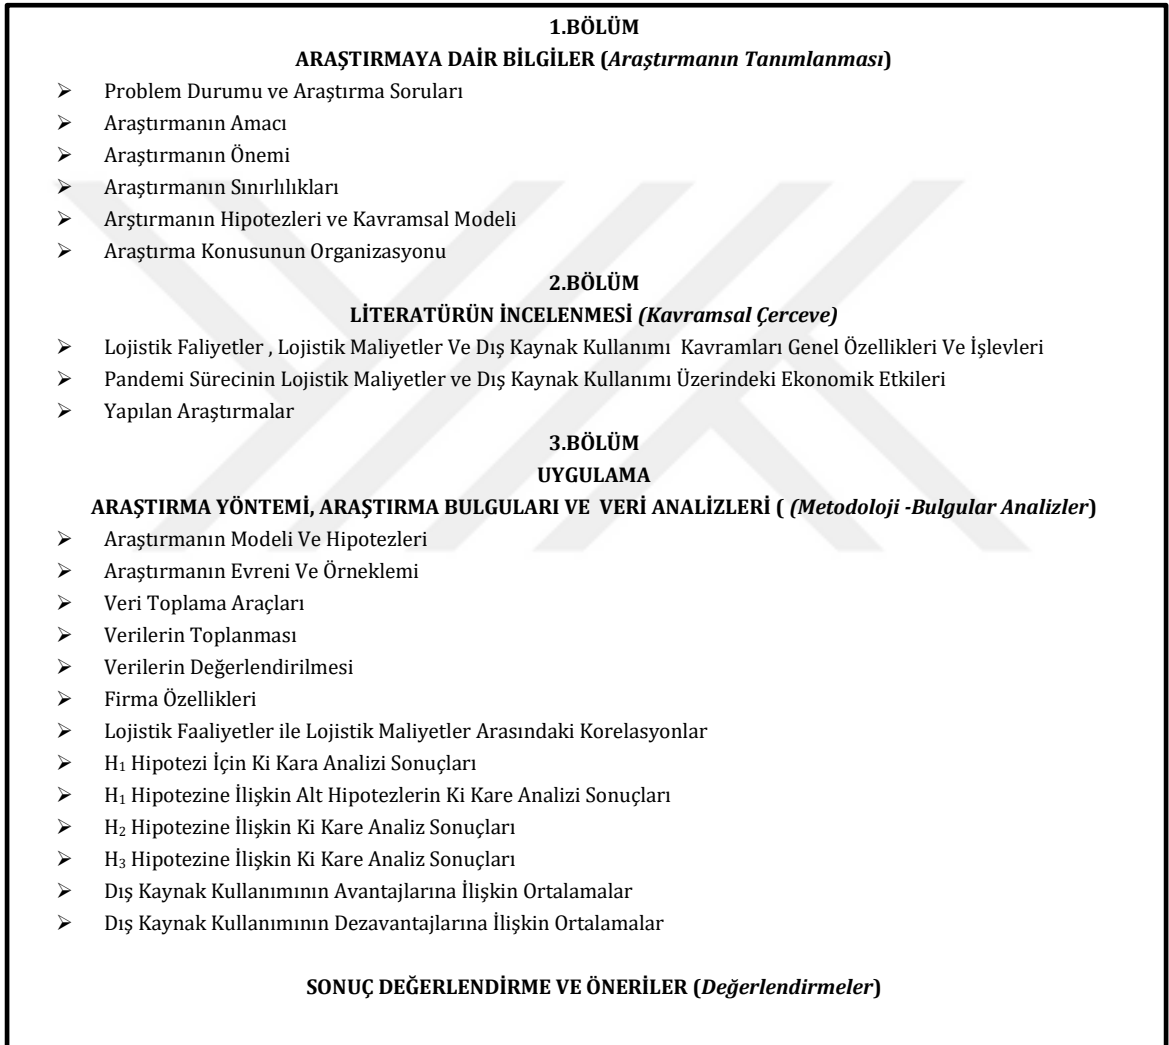 1.BÖLÜM
ARAŞTIRMAYA DAİR BİLGİLER (Araştırmanın Tanımlanması)
➢ Problem Durumu ve Araştırma Soruları
➢ Araştırmanın Amacı
➢ Araştırmanın Önemi
➢ Araştırmanın Sınırlılıkları
➢ Arştırmanın Hipotezleri ve Kavramsal Modeli
➢ Araştırma Konusunun Organizasyonu
2.BÖLÜM
LİTERATÜRÜN İNCELENMESİ (Kavramsal Çerceve)
➢ Lojistik Faliyetler , Lojistik Maliyetler Ve Dış Kaynak Kullanımı Kavramları Genel Özellikleri Ve İşlevleri
➢ Pandemi Sürecinin Lojistik Maliyetler ve Dış Kaynak Kullanımı Üzerindeki Ekonomik Etkileri
➢ Yapılan Araştırmalar
3.BÖLÜM
UYGULAMA
ARAŞTIRMA YÖNTEMİ, ARAŞTIRMA BULGULARI VE VERİ ANALİZLERİ ( (Metodoloji -Bulgular Analizler)
➢ Araştırmanın Modeli Ve Hipotezleri
➢ Araştırmanın Evreni Ve Örneklemi
➢ Veri Toplama Araçları
➢ Verilerin Toplanması
➢ Verilerin Değerlendirilmesi
➢ Firma Özellikleri
➢ Lojistik Faaliyetler ile Lojistik Maliyetler Arasındaki Korelasyonlar
➢ H₁ Hipotezi İçin Ki Kara Analizi Sonuçları
➢ H₁ Hipotezine İlişkin Alt Hipotezlerin Ki Kare Analizi Sonuçları
➢ H₂ Hipotezine İlişkin Ki Kare Analiz Sonuçları
➢ H₃ Hipotezine İlişkin Ki Kare Analiz Sonuçları
➢ Dış Kaynak Kullanımının Avantajlarına İlişkin Ortalamalar
➢ Dış Kaynak Kullanımının Dezavantajlarına İlişkin Ortalamalar
SONUÇ DEĞERLENDİRME VE ÖNERİLER (Değerlendirmeler)